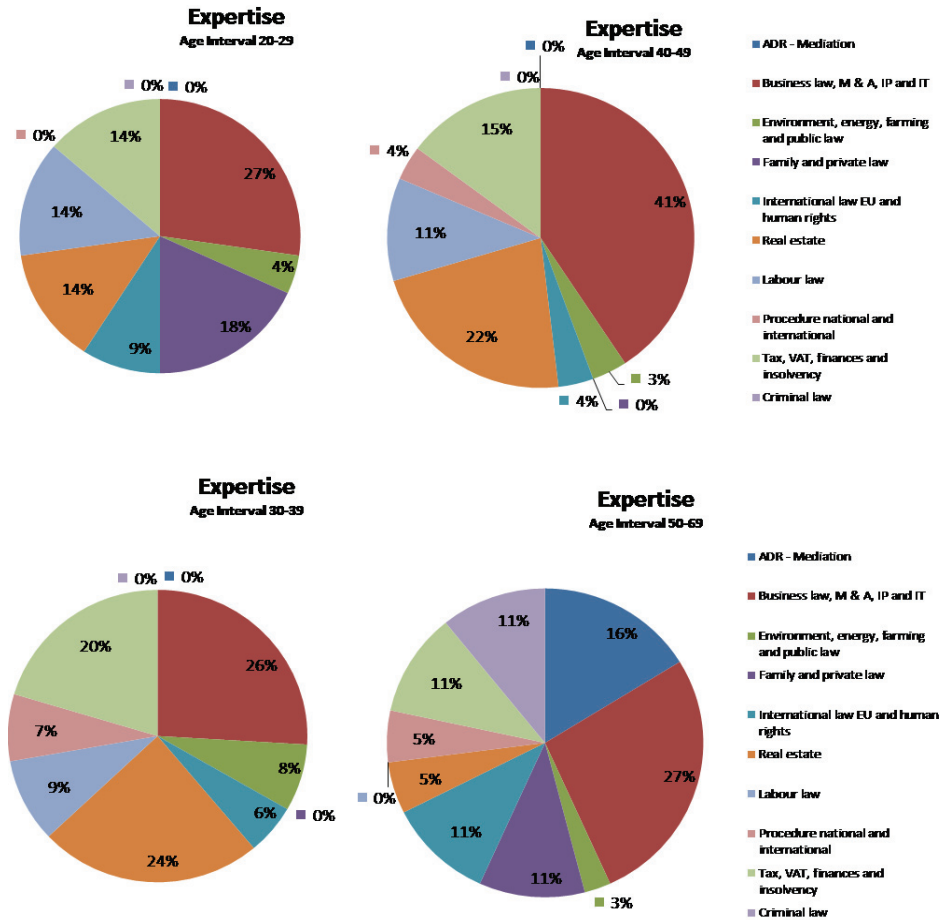 Expertise
Age Interval 20-29
0%
0%
0%
14%
27%
14%
4%
14%
18%
9%
Expertise
Age Interval 40-49
0%
0%
15%
4%
41%
11%
22%
3%
4%
0%
ADR - Mediation
Business law, M & A, IP and IT
Environment, energy, farming
and public law
Family and private law
International law EU and
human rights
Real estate
Labour law
Procedure national and
international
Tax, VAT, finances and
insolvency
Criminal law
Expertise
Age Interval 30-39
0%
0%
20%
26%
7%
8%
9%
6%
0%
24%
Expertise
Age Interval 50-69
11%
16%
11%
5%
27%
5%
0%
11%
11%
3%
ADR - Mediation
Business law, M & A, IP and IT
Environment, energy, farming
and public law
Family and private law
International law EU and human
rights
Real estate
Labour law
Procedure national and
international
Tax, VAT, finances and
insolvency
Criminal law